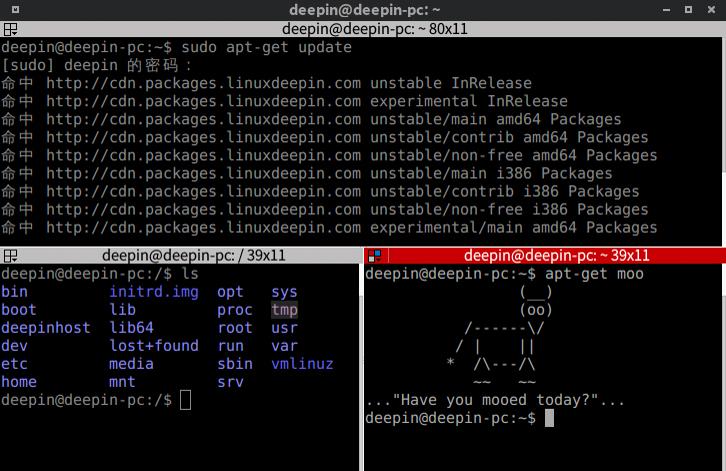 deepin@deepin-pc: ~
deepin@deepin-pc: ~ 80x11
deepin@deepin-pc:~$ sudo apt-get update
[sudo] deepin 的密码：
命中 http://cdn.packages.linuxdeepin.com unstable InRelease
命中 http://cdn.packages.linuxdeepin.com experimental InRelease
命中 http://cdn.packages.linuxdeepin.com unstable/main amd64 Packages
命中 http://cdn.packages.linuxdeepin.com unstable/contrib amd64 Packages
命中 http://cdn.packages.linuxdeepin.com unstable/non-free amd64 Packages
命中 http://cdn.packages.linuxdeepin.com unstable/main i386 Packages
命中 http://cdn.packages.linuxdeepin.com unstable/contrib i386 Packages
命中 http://cdn.packages.linuxdeepin.com unstable/non-free i386 Packages
命中 http://cdn.packages.linuxdeepin.com experimental/main amd64 Packages
deepin@deepin-pc: / 39x11
deepin@deepin-pc:/$ ls
bin initrd.img opt sys
boot lib proc tmp
deepinhost lib64 root usr
dev lost+found run var
etc media sbin vmlinuz
home mnt srv
deepin@deepin-pc:/$
deepin@deepin-pc: ~ 39x11
deepin@deepin-pc:~$ apt-get moo
                 (__)
                 (oo)
           /------\/
          / |    ||
         *  /\---/\
            ~~   ~~
..."Have you mooed today?"...
deepin@deepin-pc:~$